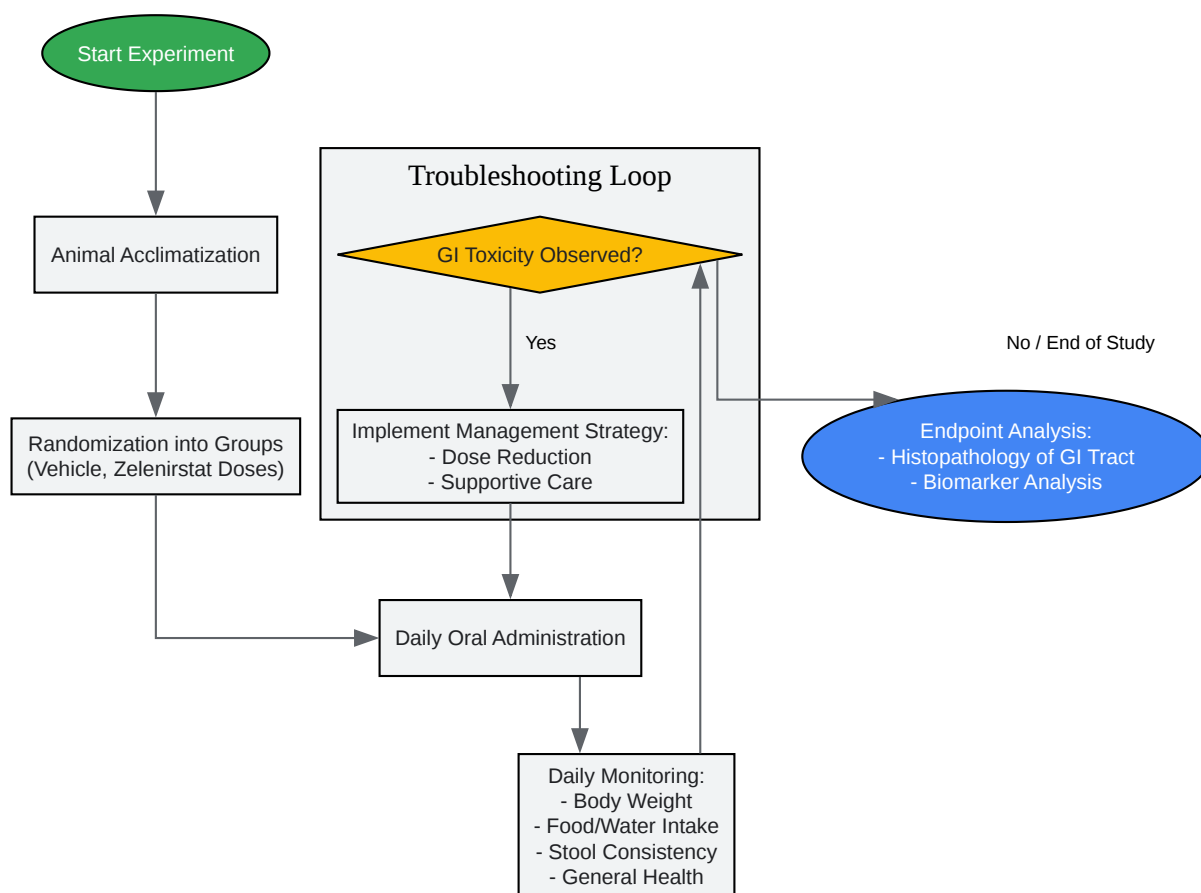 Start Experiment
Troubleshooting Loop
GI Toxicity Observed?
Animal Acclimatization
Yes
No / End of Study
Randomization into Groups
(Vehicle, Zelenirstat Doses)
Implement Management Strategy:
- Dose Reduction
- Supportive Care
Endpoint Analysis:
- Histopathology of GI Tract
- Biomarker Analysis
Daily Oral Administration
Daily Monitoring:
- Body Weight
- Food/Water Intake
- Stool Consistency
- General Health